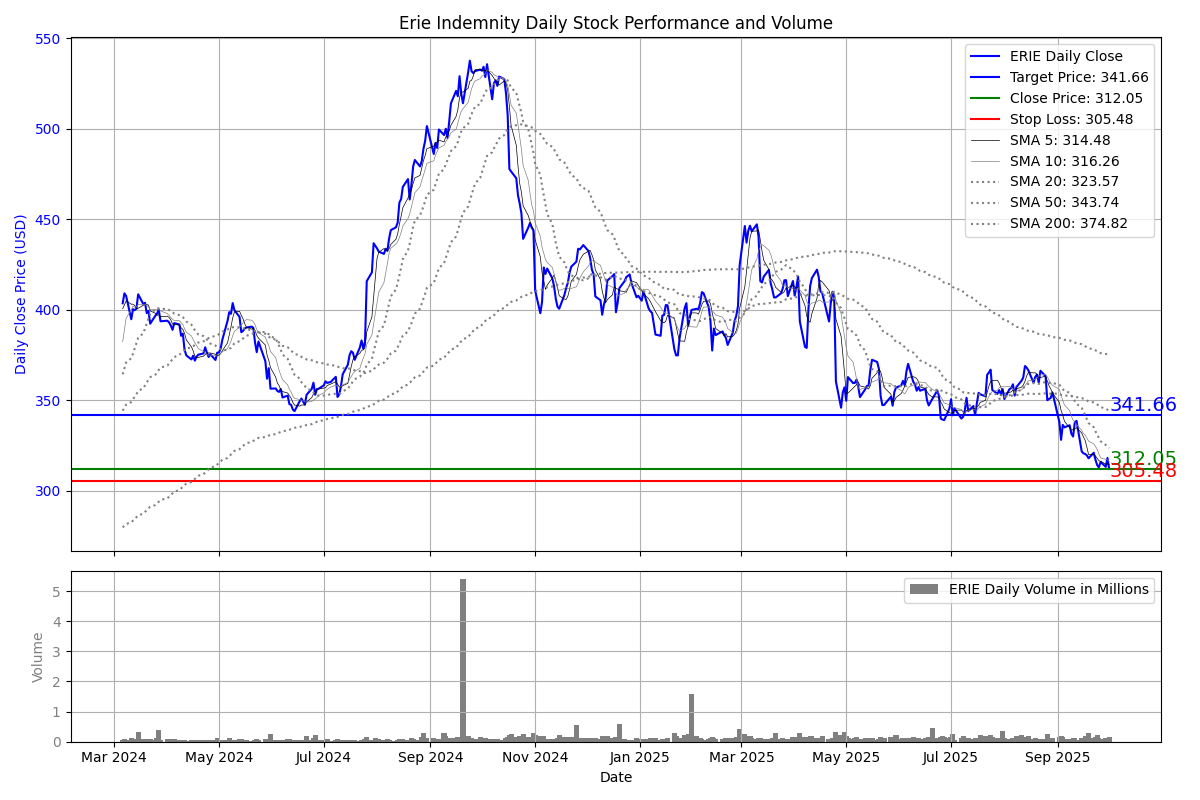 Erie Indemnity Daily Stock Performance and Volume
Daily Close Price (USD)
550
500
450
400
350
300
ERIE Daily Close
Target Price: 341.66
Close Price: 312.05
Stop Loss: 305.48
SMA 5: 314.48
SMA 10: 316.26
SMA 20: 323.57
SMA 50: 343.74
SMA 200: 374.82
341.66
312.05
305.48
Volume
5
4
3
2
1
0
ERIE Daily Volume in Millions
Mar 2024 May 2024 Jul 2024 Sep 2024 Nov 2024 Jan 2025 Mar 2025 May 2025 Jul 2025 Sep 2025
Date